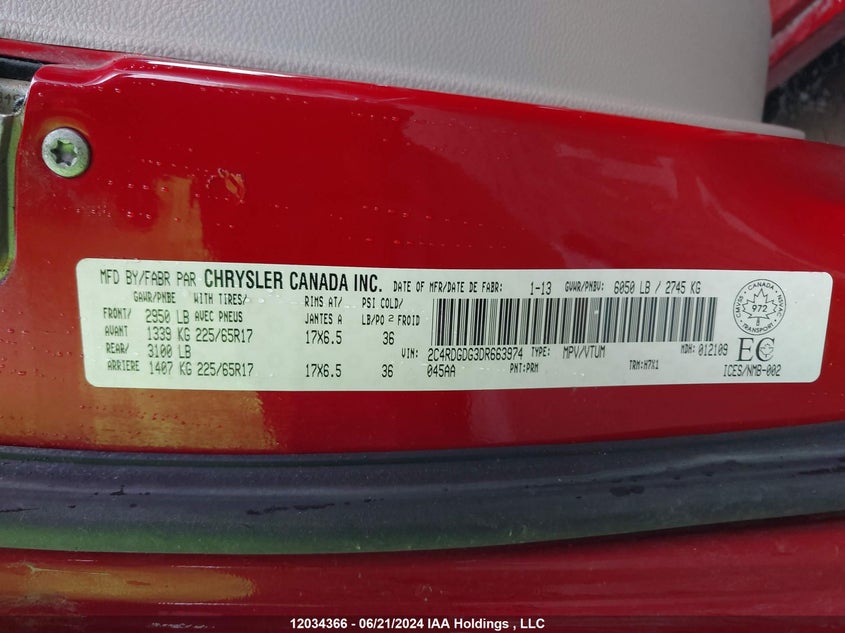 MFD BY/FABR PAR CHRYSLER CANADA INC. DATE OF MFR/DATE DE FABR: 1-13 GVWR/PNBV: 6050 LB / 2745 KG
GAWR/PNBE WITH TIRES/ RIMS AT/ PSI COLD/
FRONT/ 2950 LB AVEC PNEUS JANTES A LB/PO² FROID
AVANT 1339 KG 225/65R17 17X6.5 36
REAR/ 3100 LB
ARRIERE 1407 KG 225/65R17 17X6.5 36
VIN: 2C4RDGDG3DR663974 TYPE: MPV/VTUM MDH: 012109
045AA PNT:PRM TRM:H7X1
CANADA
CMVSS NSVAC
972
TRANSPORT
EC
ICES/NMB-002
12034366 - 06/21/2024 IAA Holdings , LLC